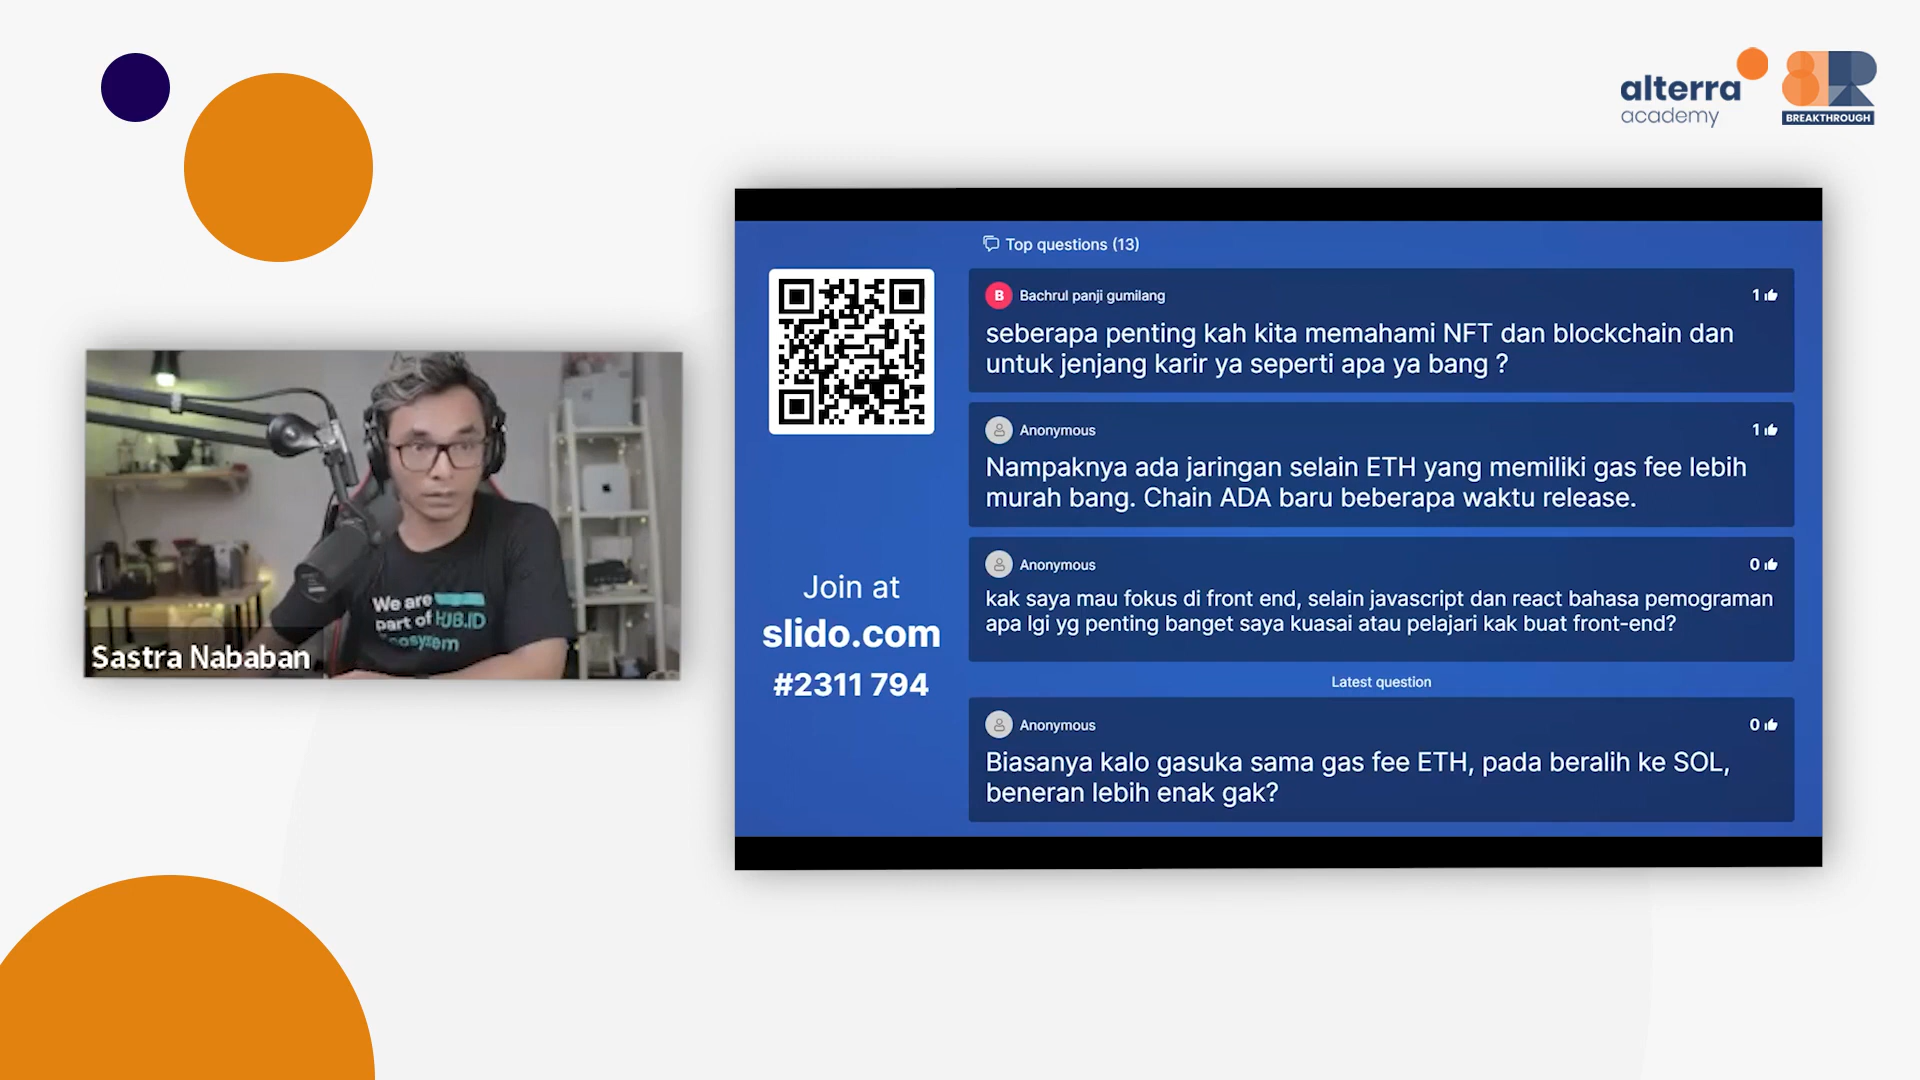 alterra
academy
BREAKTHROUGH
Top questions (13)
B
Bachrul panji gumilang
1
seberapa penting kah kita memahami NFT dan blockchain dan
untuk jenjang karir ya seperti apa ya bang ?
Anonymous
1
Nampaknya ada jaringan selain ETH yang memiliki gas fee lebih
murah bang. Chain ADA baru beberapa waktu release.
Anonymous
0
kak saya mau fokus di front end, selain javascript dan react bahasa pemograman
apa lgi yg penting banget saya kuasai atau pelajari kak buat front-end?
Latest question
Anonymous
0
Biasanya kalo gasuka sama gas fee ETH, pada beralih ke SOL,
beneran lebih enak gak?
Join at
slido.com
#2311 794
We are
part of HUB.ID
ecosystem
Sastra Nababan